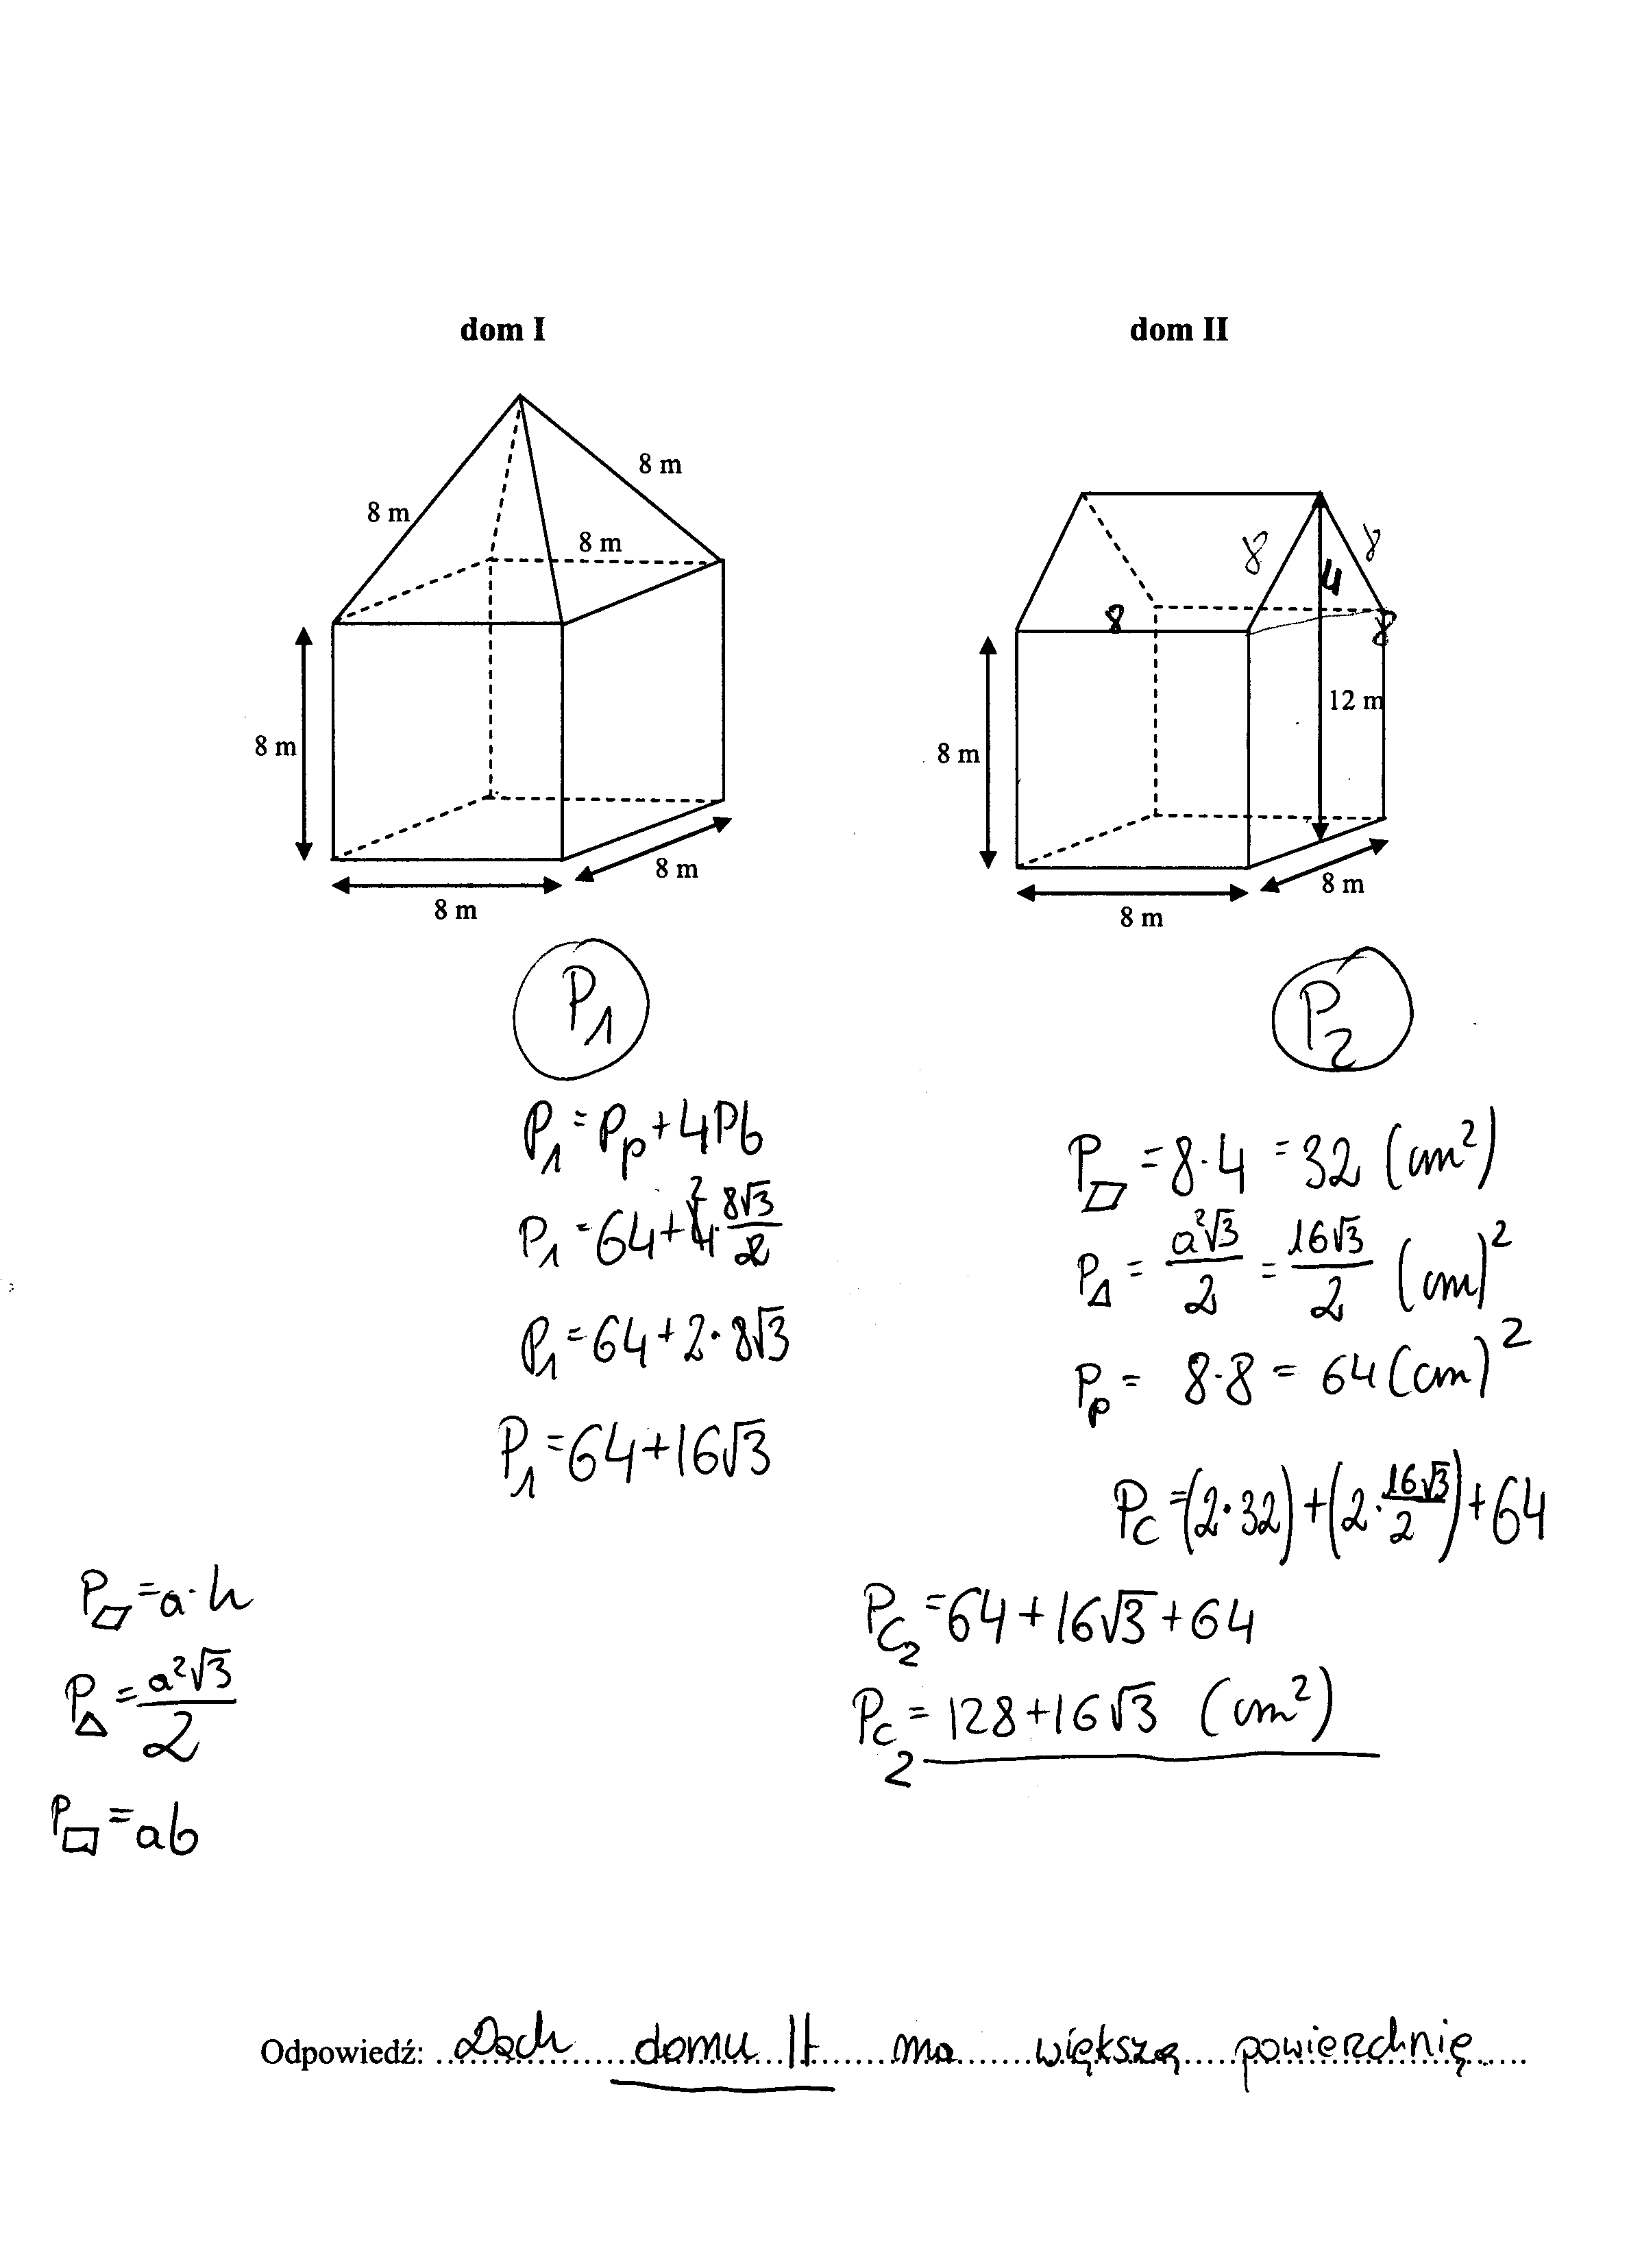 dom I
dom II
8 m
8 m
8 m
8 m
8 m
8 m
8
8
4
8
8
12 m
8 m
8 m
8 m
P₁
P₂
P₁ = Pp + 4Pb
P₁ = 64 + 4² · 8√3/2
P₁ = 64 + 2 · 8√3
P₁ = 64 + 16√3
P▱ = 8 · 4 = 32 (cm²)
P△ = a²√3/2 = 16√3/2 (cm)²
Pp = 8 · 8 = 64 (cm)²
Pc = (2 · 32) + (2 · 16√3/2) + 64
Pc₂ = 64 + 16√3 + 64
Pc₂ = 128 + 16√3 (cm²)
P▱ = a · h
P△ = a²√3/2
P▭ = ab
Odpowiedź: Dach domu II ma większą powierzchnię